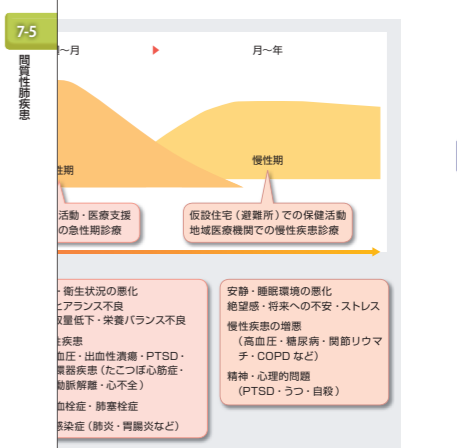 7-5
間質性肺疾患
～月
月～年
性期
慢性期
活動・医療支援
の急性期診療
仮設住宅（避難所）での保健活動
地域医療機関での慢性疾患診療
・衛生状況の悪化
アランス不良
量低下・栄養バランス不良
疾患
血圧・出血性潰瘍・PTSD・
環器疾患（たこつぼ心筋症・
動脈解離・心不全）
血栓症・肺塞栓症
感染症（肺炎・胃腸炎など）
安静・睡眠環境の悪化
絶望感・将来への不安・ストレス
慢性疾患の増悪
（高血圧・糖尿病・関節リウマ
チ・COPD など）
精神・心理的問題
（PTSD・うつ・自殺）